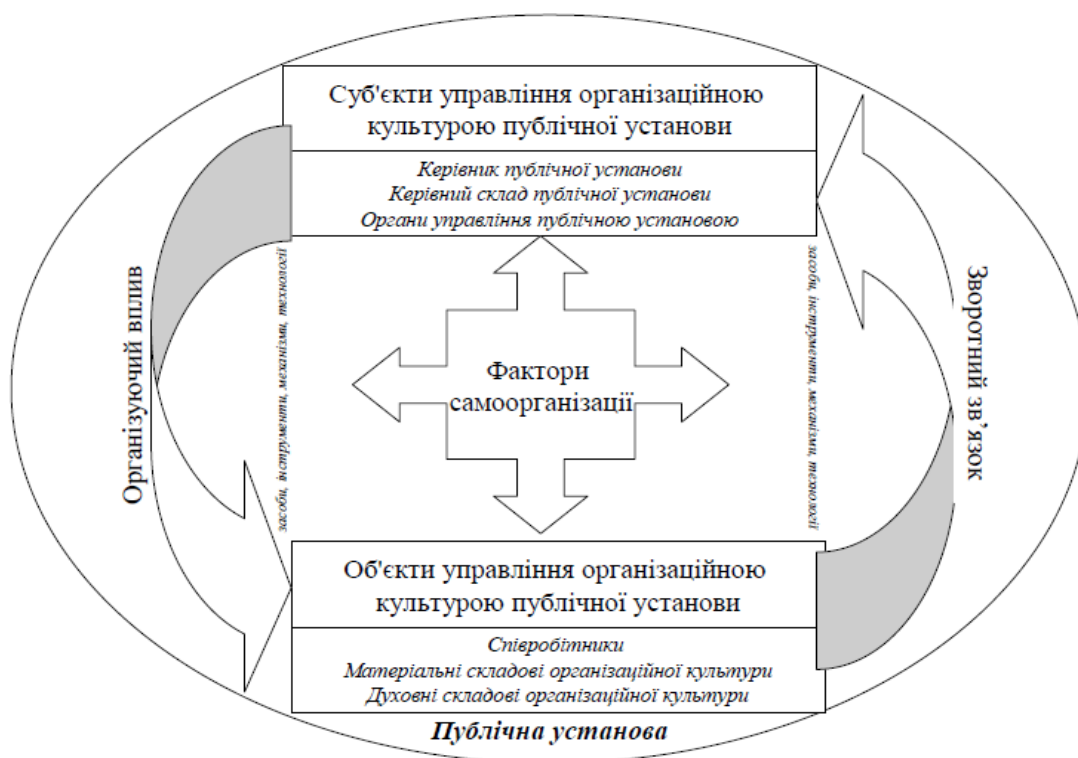 Суб'єкти управління організаційною
культурою публічної установи
Керівник публічної установи
Керівний склад публічної установи
Органи управління публічною установою
Організуючий вплив
засоби, інструменти, механізми, технології
Фактори
самоорганізації
засоби, інструменти, механізми, технології
Зворотний зв’язок
Об'єкти управління організаційною
культурою публічної установи
Співробітники
Матеріальні складові організаційної культури
Духовні складові організаційної культури
Публічна установа